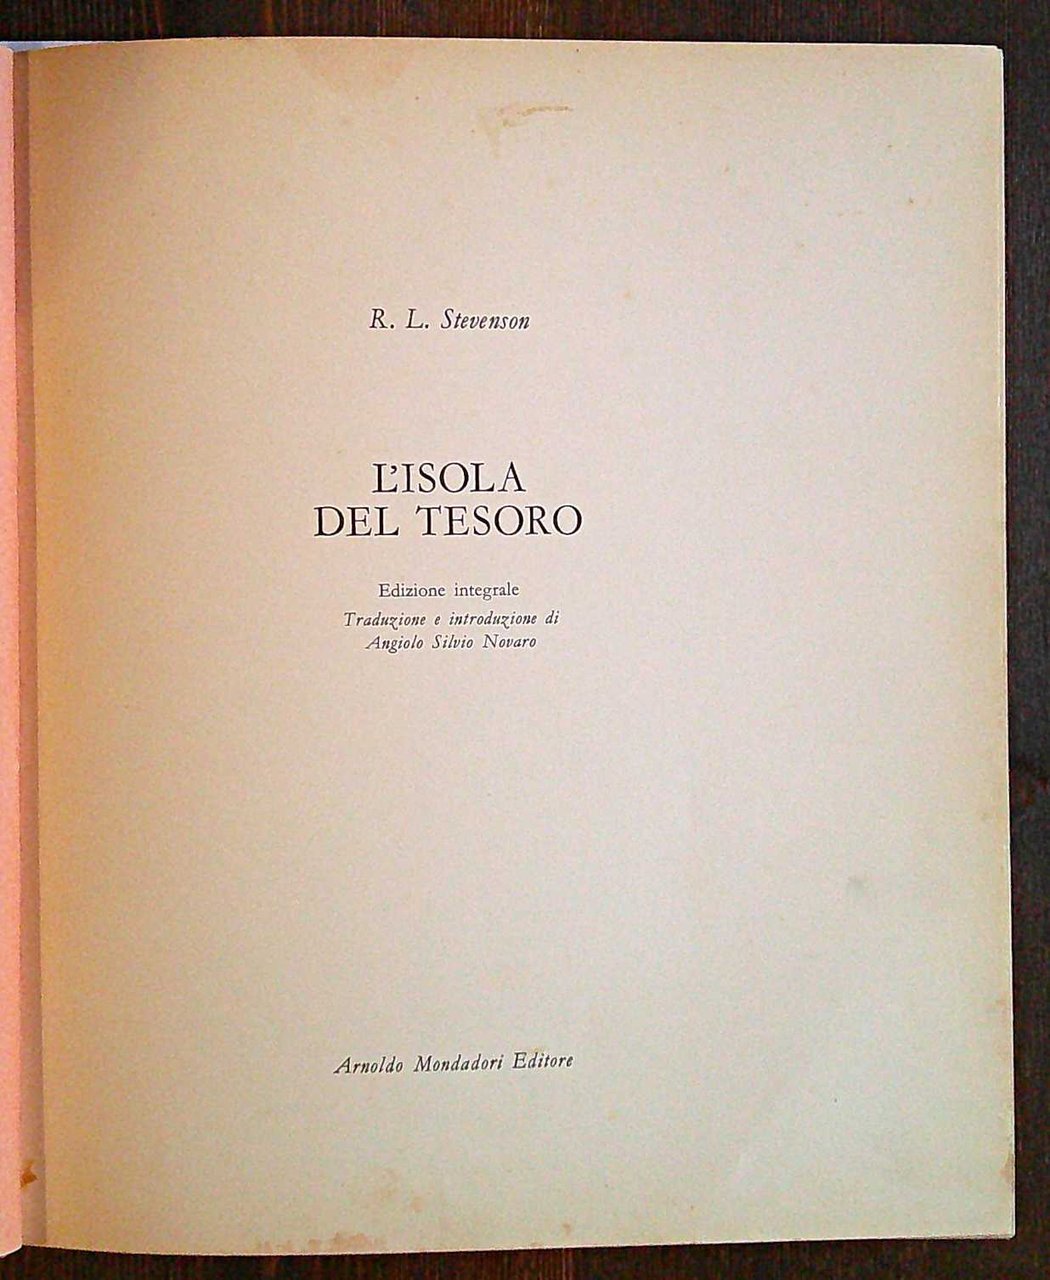 R. L. Stevenson
L'ISOLA
DEL TESORO
Edizione integrale
Traduzione e introduzione di
Angiolo Silvio Novaro
Arnoldo Mondadori Editore